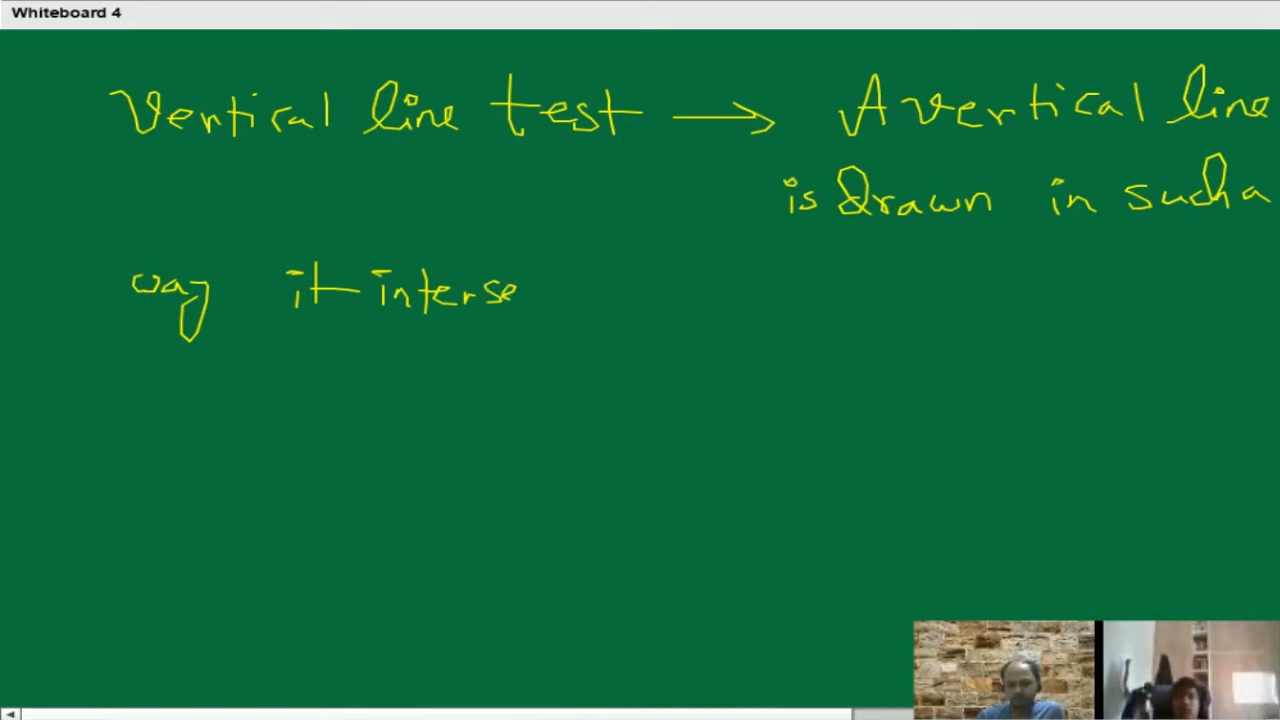 Whiteboard 4
Vertical line test → A vertical line
is drawn in such a
way it interse